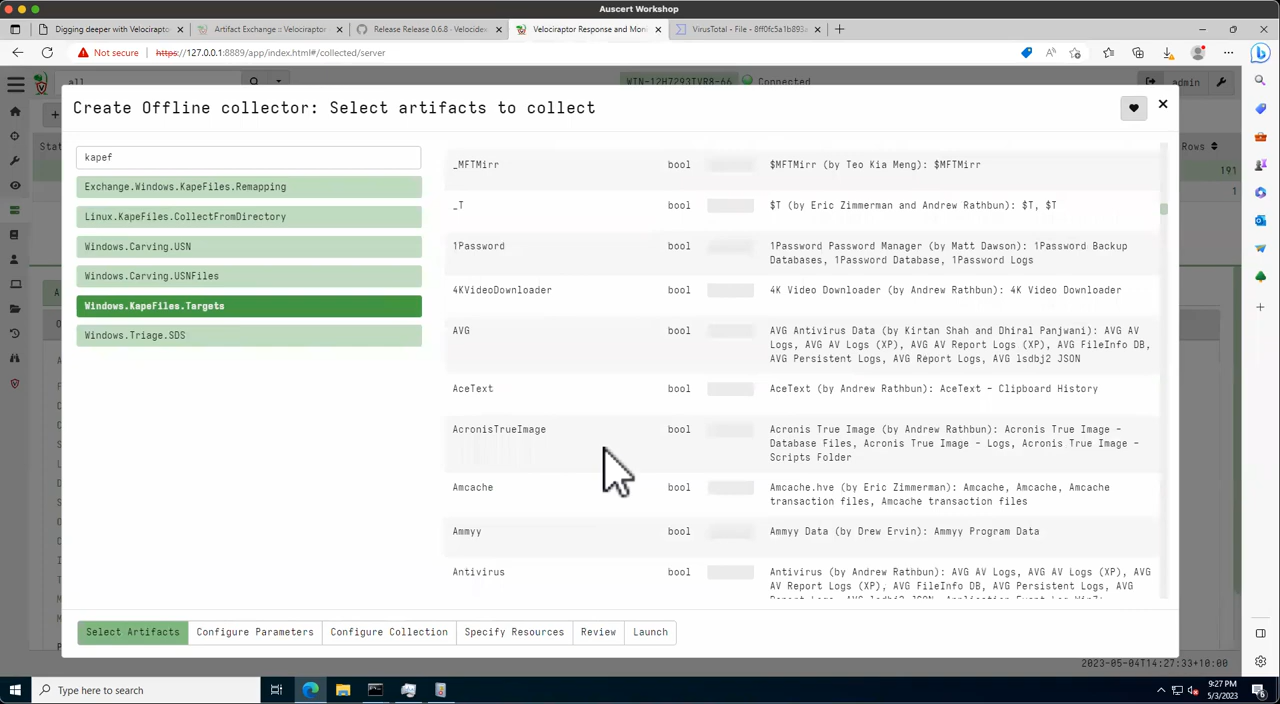 Auscert Workshop
Digging deeper with Velocirapto
Artifact Exchange :: Velocirapto
Release Release 0.6.8 · Velocidex
Velociraptor Response and Mon
VirusTotal - File - 8ff0fc5a1b893
Not secure
https://127.0.0.1:8889/app/index.html#/collected/server
all
Connected
admin
Create Offline collector: Select artifacts to collect
kapef
Exchange.Windows.KapeFiles.Remapping
Linux.KapeFiles.CollectFromDirectory
Windows.Carving.USN
Windows.Carving.USNFiles
Windows.KapeFiles.Targets
Windows.Triage.SDS
_MFTMirr bool $MFTMirr (by Teo Kia Meng): $MFTMirr
_T bool $T (by Eric Zimmerman and Andrew Rathbun): $T, $T
1Password bool 1Password Password Manager (by Matt Dawson): 1Password Backup
Databases, 1Password Database, 1Password Logs
4KVideoDownloader bool 4K Video Downloader (by Andrew Rathbun): 4K Video Downloader
AVG bool AVG Antivirus Data (by Kirtan Shah and Dhiral Panjwani): AVG AV
Logs, AVG AV Logs (XP), AVG AV Report Logs (XP), AVG FileInfo DB,
AVG Persistent Logs, AVG Report Logs, AVG lsdbj2 JSON
AceText bool AceText (by Andrew Rathbun): AceText - Clipboard History
AcronisTrueImage bool Acronis True Image (by Andrew Rathbun): Acronis True Image -
Database Files, Acronis True Image - Logs, Acronis True Image -
Scripts Folder
Amcache bool Amcache.hve (by Eric Zimmerman): Amcache, Amcache, Amcache
transaction files, Amcache transaction files
Ammyy bool Ammyy Data (by Drew Ervin): Ammyy Program Data
Antivirus bool Antivirus (by Andrew Rathbun): AVG AV Logs, AVG AV Logs (XP), AVG
AV Report Logs (XP), AVG FileInfo DB, AVG Persistent Logs, AVG
Sta
Rows
191
1
Select Artifacts
Configure Parameters
Configure Collection
Specify Resources
Review
Launch
2023-05-04T14:27:33+10:00
Type here to search
9:27 PM
5/3/2023
6